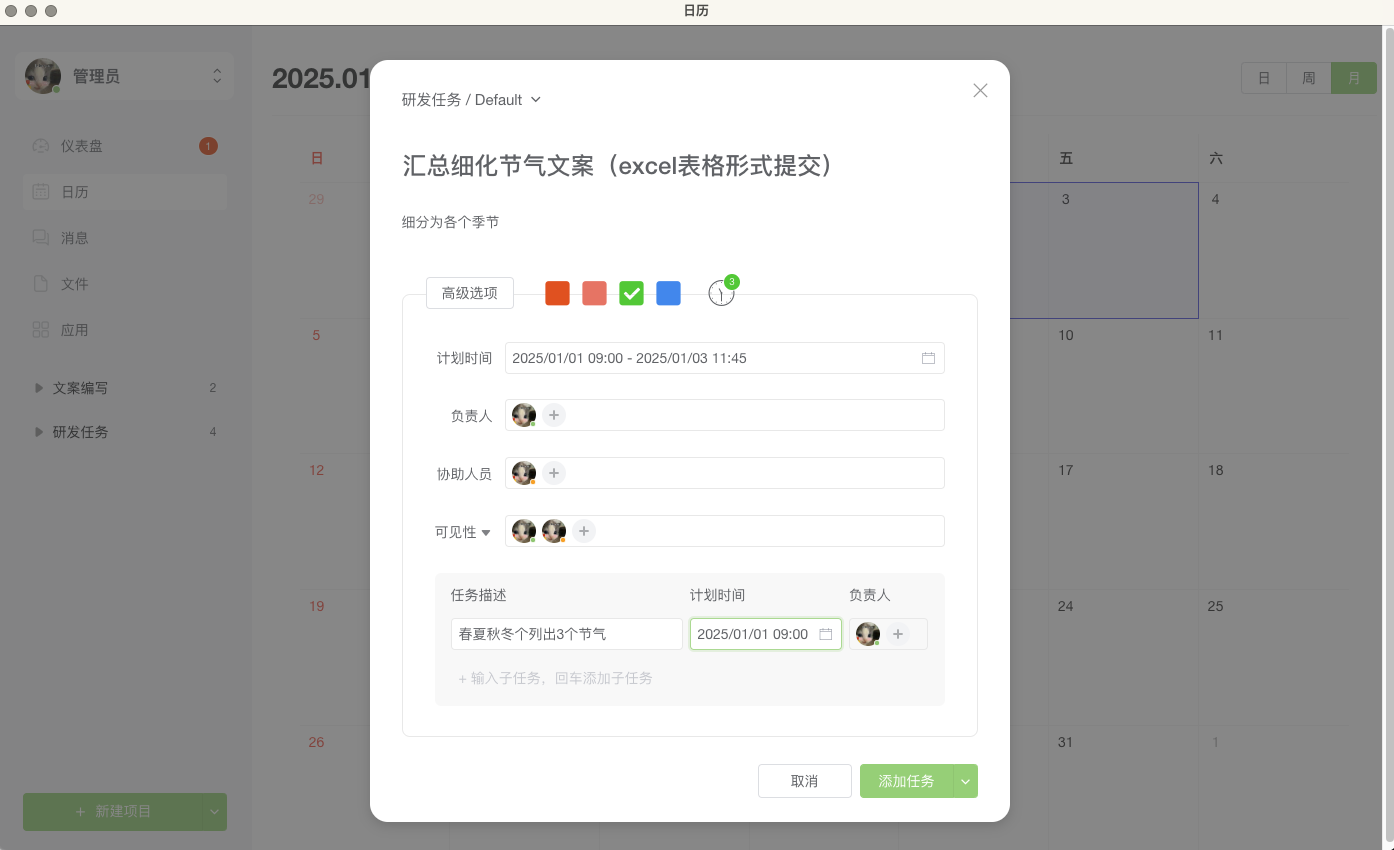 日历
管理员
2025.01
日 周 月
仪表盘 1
日历
消息
文件
应用
文案编写 2
研发任务 4
+ 新建项目
日 五 六
29 3 4
5 10 11
12 17 18
19 24 25
26 31 1
研发任务 / Default
汇总细化节气文案（excel表格形式提交）
细分为各个季节
高级选项 3
计划时间 2025/01/01 09:00 - 2025/01/03 11:45
负责人
协助人员
可见性
任务描述 计划时间 负责人
春夏秋冬个列出3个节气 2025/01/01 09:00
+ 输入子任务，回车添加子任务
取消 添加任务